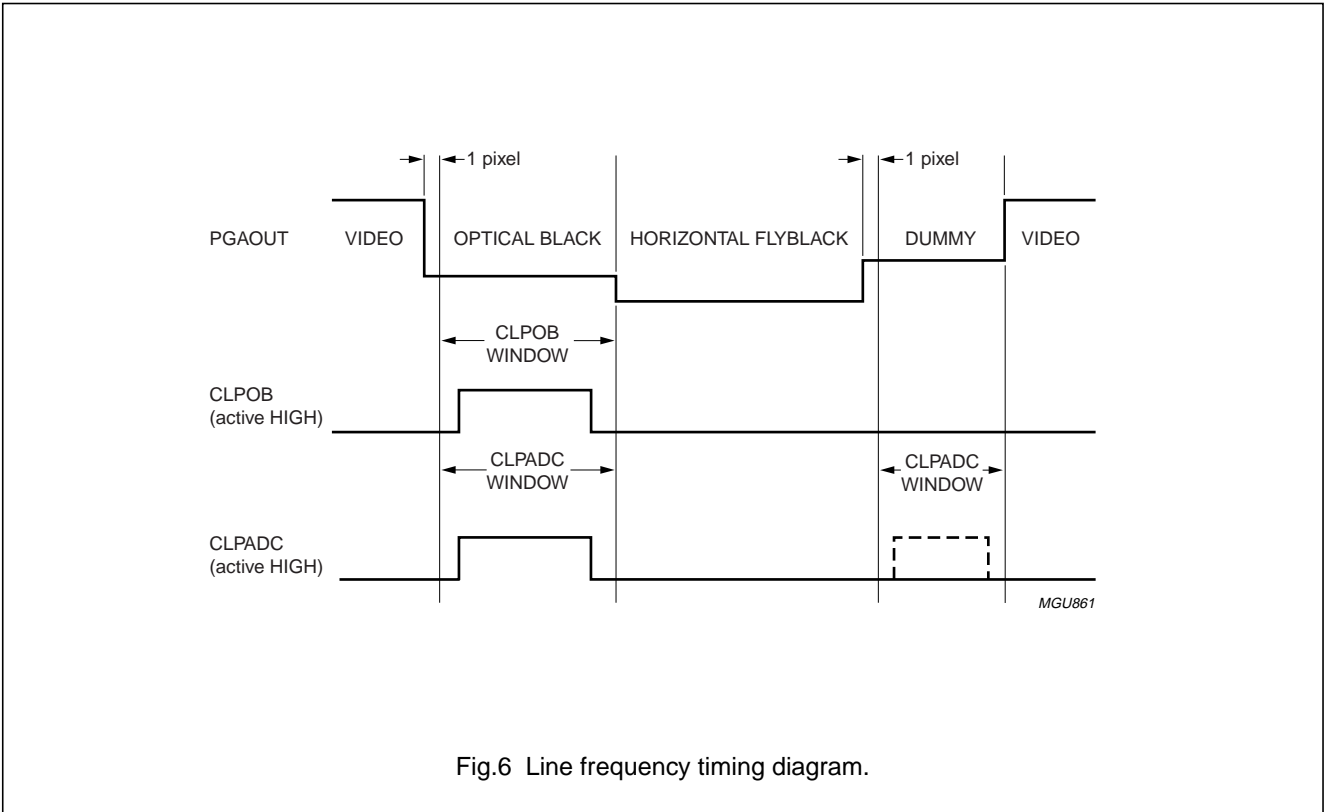 1 pixel
1 pixel
PGAOUT
VIDEO
OPTICAL BLACK
HORIZONTAL FLYBLACK
DUMMY
VIDEO
CLPOB
WINDOW
CLPOB
(active HIGH)
CLPADC
WINDOW
CLPADC
WINDOW
CLPADC
(active HIGH)
MGU861
Fig.6 Line frequency timing diagram.